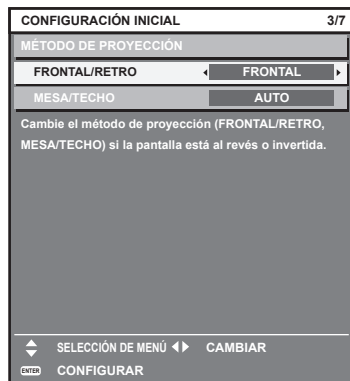 CONFIGURACIÓN INICIAL 3/7
MÉTODO DE PROYECCIÓN
FRONTAL/RETRO FRONTAL
MESA/TECHO AUTO
Cambie el método de proyección (FRONTAL/RETRO,
MESA/TECHO) si la pantalla está al revés o invertida.
SELECCIÓN DE MENÚ CAMBIAR
ENTER CONFIGURAR